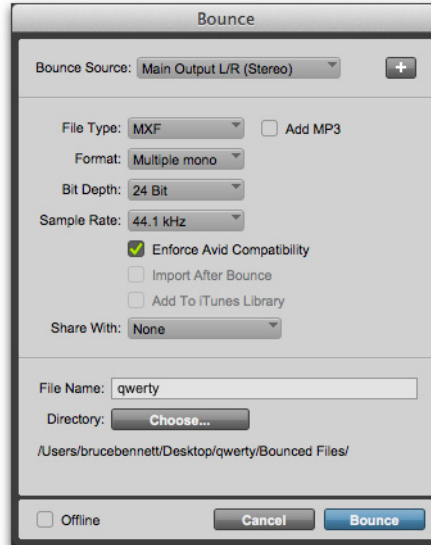 Bounce
Bounce Source: Main Output L/R (Stereo) +
File Type: MXF Add MP3
Format: Multiple mono
Bit Depth: 24 Bit
Sample Rate: 44.1 kHz
Enforce Avid Compatibility
Import After Bounce
Add To iTunes Library
Share With: None
File Name: qwerty
Directory: Choose...
/Users/brucebennett/Desktop/qwerty/Bounced Files/
Offline Cancel Bounce